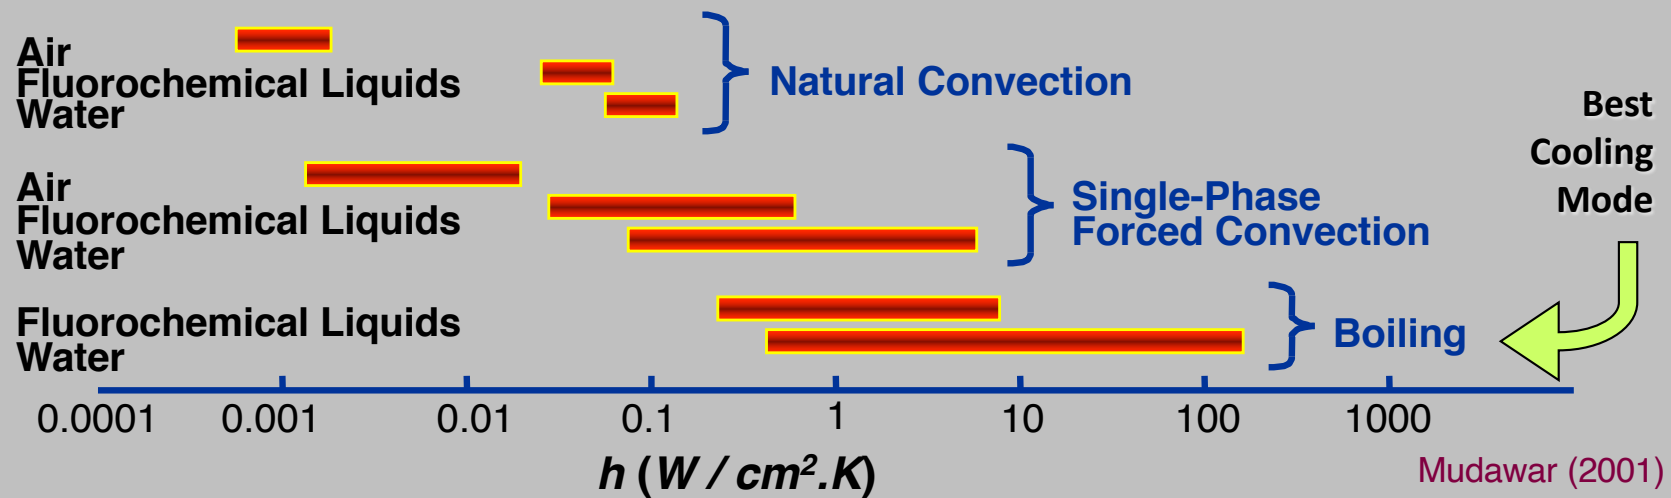 Air
Fluorochemical Liquids
Water
Natural Convection
Best
Cooling
Mode
Air
Fluorochemical Liquids
Water
Single-Phase
Forced Convection
Fluorochemical Liquids
Water
Boiling
0.0001 0.001 0.01 0.1 1 10 100 1000
h (W / cm².K)
Mudawar (2001)